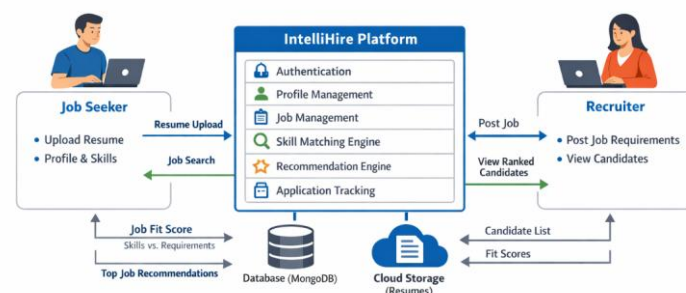 IntelliHire Platform
Authentication
Profile Management
Job Management
Skill Matching Engine
Recommendation Engine
Application Tracking
Job Seeker
• Upload Resume
• Profile & Skills
Resume Upload
Job Search
Post Job
View Ranked
Candidates
Recruiter
• Post Job Requirements
• View Candidates
Job Fit Score
Skills vs. Requirements
Top Job Recommendations
Database (MongoDB)
Cloud Storage
(Resumes)
Candidate List
Fit Scores